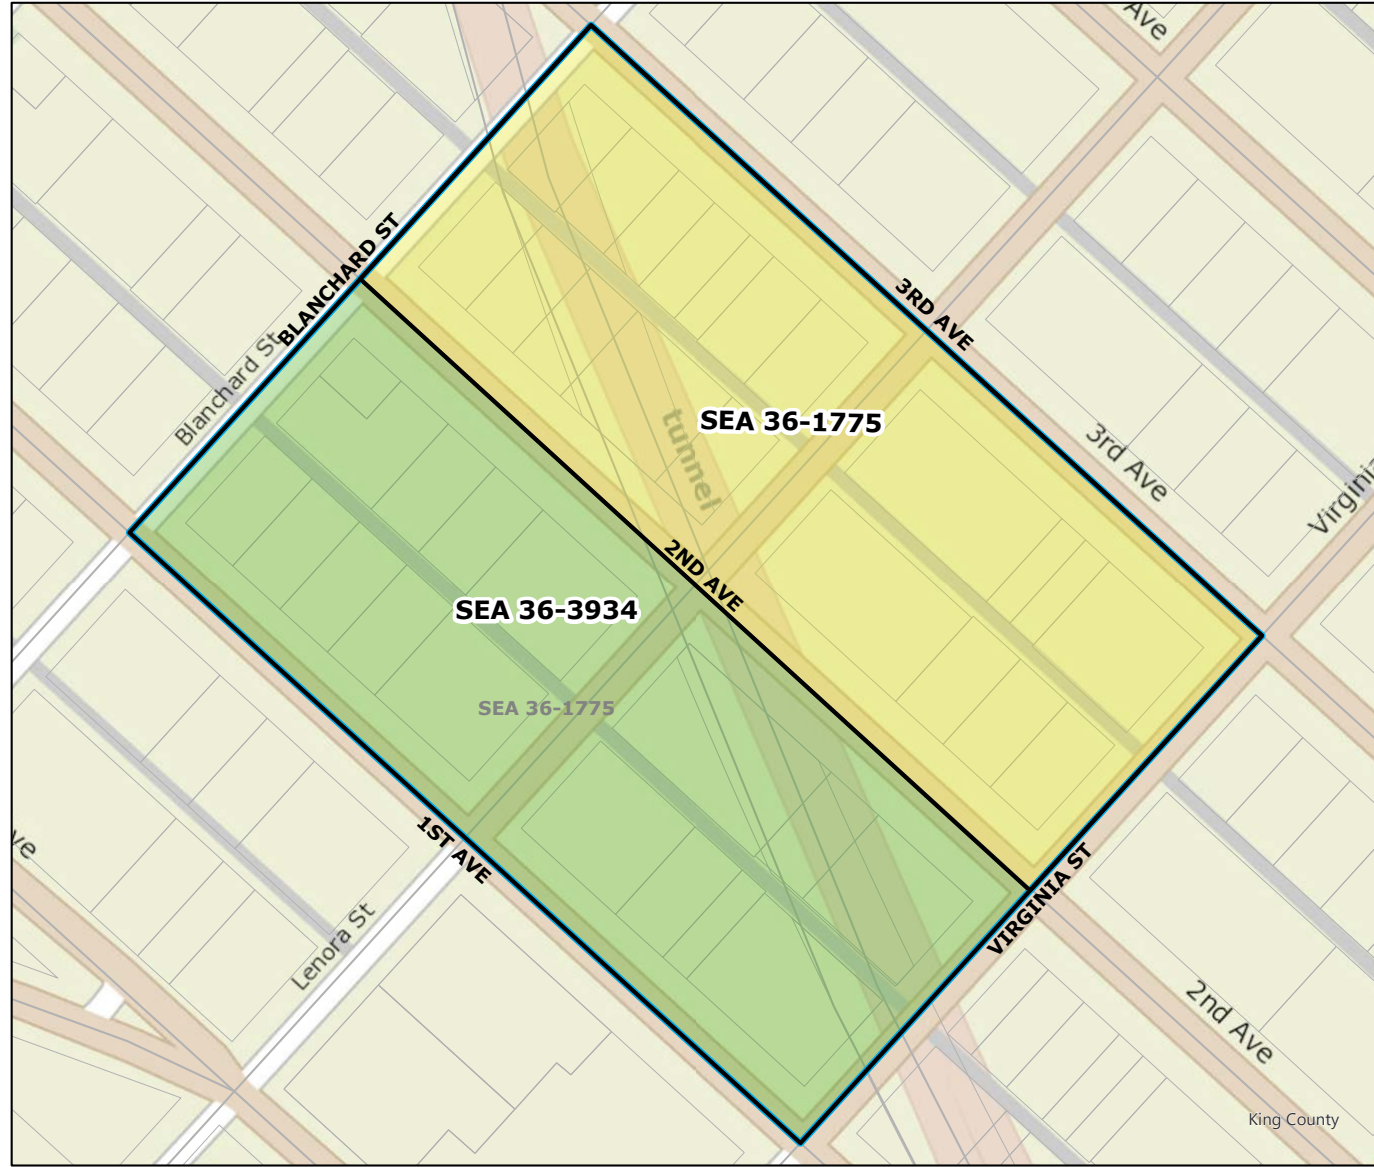 Ave
BLANCHARD ST
Blanchard St
3RD AVE
SEA 36-1775
tunnel
3rd Ave
Virginia
2ND AVE
SEA 36-3934
SEA 36-1775
1ST AVE
ve
VIRGINIA ST
Lenora St
2nd Ave
King County